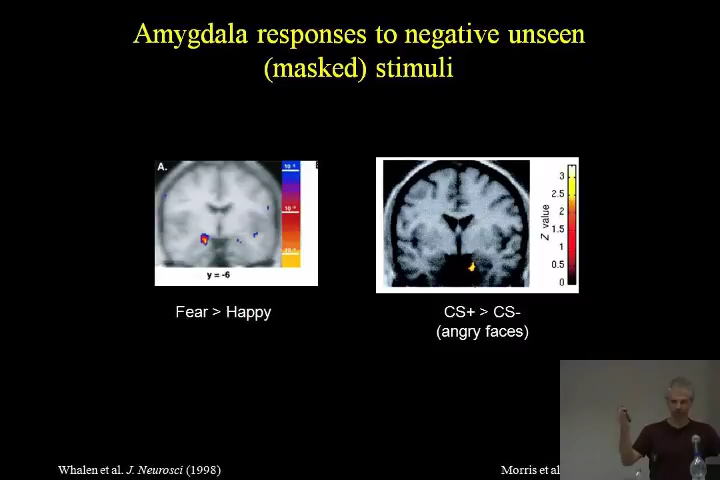 Amygdala responses to negative unseen
(masked) stimuli
A.
y = -6
3
2.5
2
1.5
1
0.5
0
Z value
Fear > Happy
CS+ > CS-
(angry faces)
Whalen et al. J. Neurosci (1998)
Morris et al